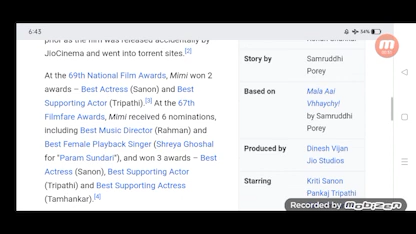 6:43
34%
prior as the film was released accidentally by
JioCinema and went into torrent sites.[2]
At the 69th National Film Awards, Mimi won 2
awards – Best Actress (Sanon) and Best
Supporting Actor (Tripathi).[3] At the 67th
Filmfare Awards, Mimi received 6 nominations,
including Best Music Director (Rahman) and
Best Female Playback Singer (Shreya Ghoshal
for "Param Sundari"), and won 3 awards – Best
Actress (Sanon), Best Supporting Actor
(Tripathi) and Best Supporting Actress
(Tamhankar).[4]
Story by Samruddhi
Porey
Based on Mala Aai
Vhhaychy!
by Samruddhi
Porey
Produced by Dinesh Vijan
Jio Studios
Starring Kriti Sanon
Pankaj Tripathi
Recorded by mobizen